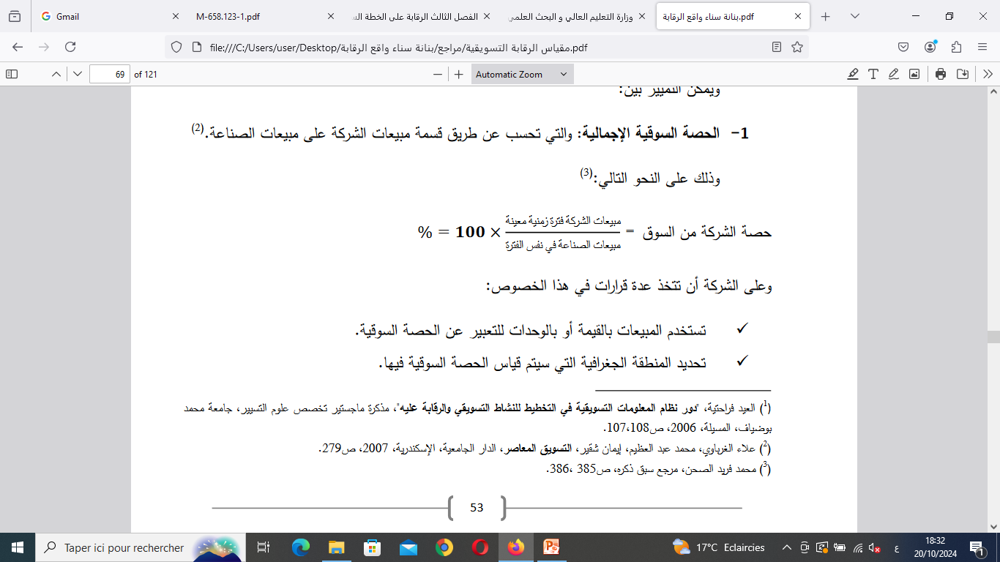 Gmail
M-658.123-1.pdf
الفصل الثالث الرقابة على الخطة
وزارة التعليم العالي و البحث العلمي
بنانة سناء واقع الرقابة.pdf
file:///C:/Users/user/Desktop/مقياس الرقابة التسويقية/مراجع/بنانة سناء واقع الرقابة.pdf
69 of 121
Automatic Zoom
ويمكن التمييز بين:
1- الحصة السوقية الإجمالية: والتي تحسب عن طريق قسمة مبيعات الشركة على مبيعات الصناعة.(2)
وذلك على النحو التالي:(3)
مبيعات الشركة فترة زمنية معينة
حصة الشركة من السوق = × 100 = %
مبيعات الصناعة في نفس الفترة
وعلى الشركة أن تتخذ عدة قرارات في هذا الخصوص:
✓ تستخدم المبيعات بالقيمة أو بالوحدات للتعبير عن الحصة السوقية.
✓ تحديد المنطقة الجغرافية التي سيتم قياس الحصة السوقية فيها.
(1) العيد فراحتية، "دور نظام المعلومات التسويقية في التخطيط للنشاط التسويقي والرقابة عليه"، مذكرة ماجستير تخصص علوم التسيير، جامعة محمد
بوضياف، المسيلة، 2006، ص107،108.
(2) علاء الغرباوي، محمد عبد العظيم، إيمان شقير، التسويق المعاصر، الدار الجامعية، الإسكندرية، 2007، ص279.
(3) محمد فريد الصحن، مرجع سبق ذكره، ص385 ،386.
53
Taper ici pour rechercher
17°C Eclaircies
ع
18:32
20/10/2024
1